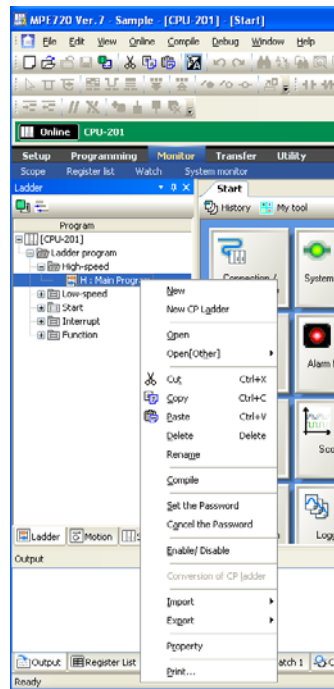 MPE720 Ver.7 - Sample - [CPU-201] - [Start]
File Edit View Online Compile Debug Window Help
Online CPU-201
Setup Programming Monitor Transfer Utility
Scope Register list Watch System monitor
Ladder
Start
History My tool
Program
[CPU-201]
Ladder program
High-speed
H : Main Program
Low-speed
Start
Interrupt
Function
Connection /
System
Alarm
Sco
Logg
New
New CP Ladder
Open
Open[Other]
Cut Ctrl+X
Copy Ctrl+C
Paste Ctrl+V
Delete Delete
Rename
Compile
Set the Password
Cancel the Password
Enable/ Disable
Conversion of CP ladder
Import
Export
Property
Print...
Ladder Motion
Output
Output Register List atch 1
Ready